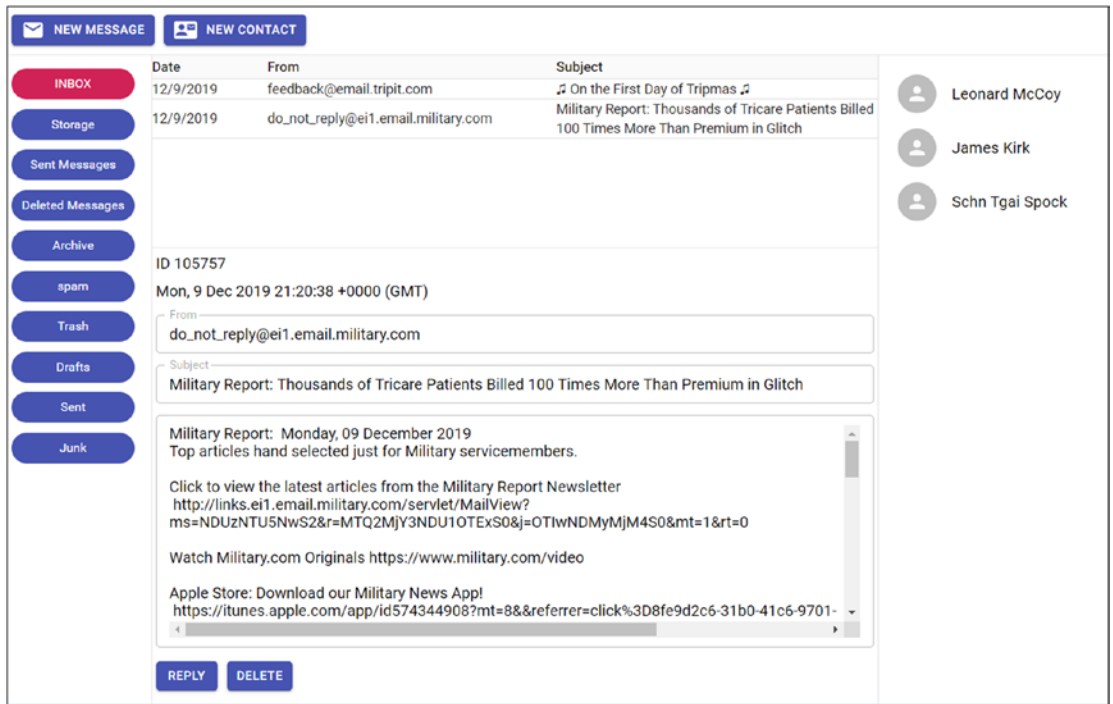 NEW MESSAGE
NEW CONTACT
INBOX
Storage
Sent Messages
Deleted Messages
Archive
spam
Trash
Drafts
Sent
Junk
Date From Subject
12/9/2019 feedback@email.tripit.com ♫ On the First Day of Tripmas ♫
12/9/2019 do_not_reply@ei1.email.military.com Military Report: Thousands of Tricare Patients Billed
100 Times More Than Premium in Glitch
ID 105757
Mon, 9 Dec 2019 21:20:38 +0000 (GMT)
From
do_not_reply@ei1.email.military.com
Subject
Military Report: Thousands of Tricare Patients Billed 100 Times More Than Premium in Glitch
Military Report:  Monday, 09 December 2019
Top articles hand selected just for Military servicemembers.
Click to view the latest articles from the Military Report Newsletter
http://links.ei1.email.military.com/servlet/MailView?
ms=NDUzNTU5NwS2&r=MTQ2MjY3NDU1OTExS0&j=OTIwNDMyMjM4S0&mt=1&rt=0
Watch Military.com Originals https://www.military.com/video
Apple Store: Download our Military News App!
https://itunes.apple.com/app/id574344908?mt=8&&referrer=click%3D8fe9d2c6-31b0-41c6-9701-
REPLY
DELETE
Leonard McCoy
James Kirk
Schn Tgai Spock